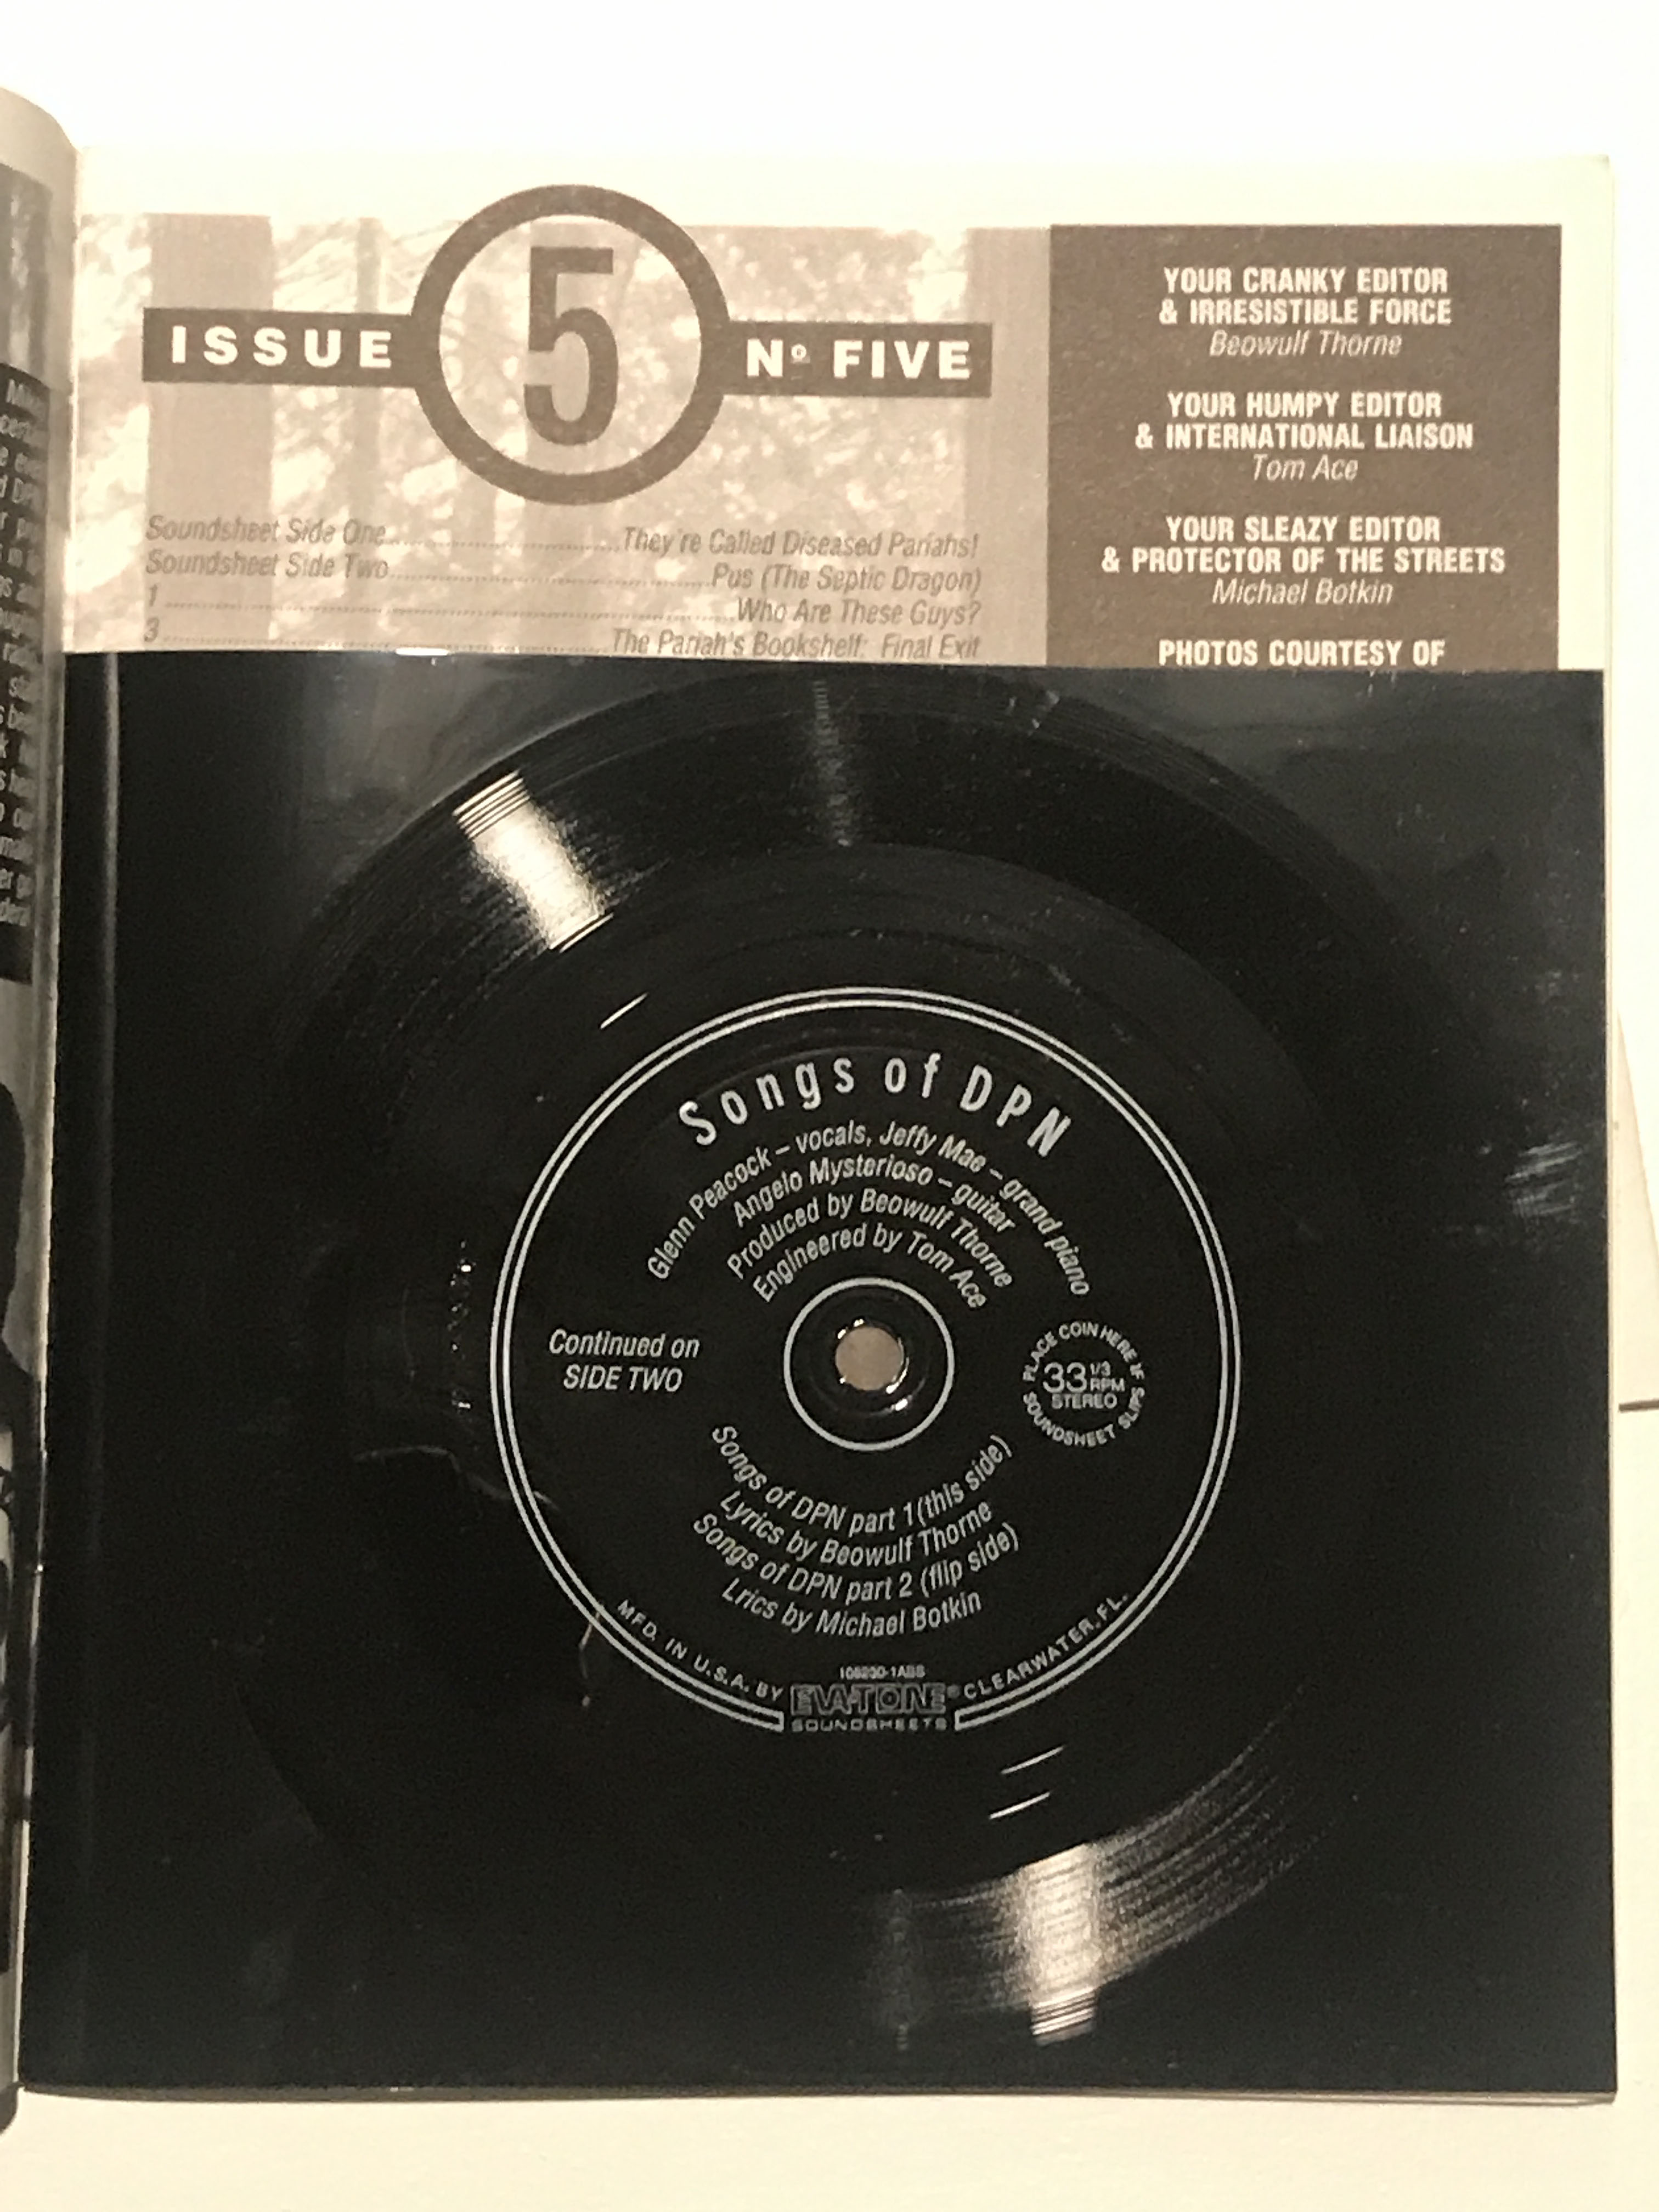 ISSUE 5 Nº FIVE
Soundsheet Side One..........They're Called Diseased Pariahs!
Soundsheet Side Two..........Pus (The Septic Dragon)
1..........Who Are These Guys?
3..........The Pariah's Bookshelf: Final Exit
YOUR CRANKY EDITOR
& IRRESISTIBLE FORCE
Beowulf Thorne
YOUR HUMPY EDITOR
& INTERNATIONAL LIAISON
Tom Ace
YOUR SLEAZY EDITOR
& PROTECTOR OF THE STREETS
Michael Botkin
PHOTOS COURTESY OF
Songs of DPN
Glenn Peacock – vocals, Jeffy Mae – grand piano
Angelo Mysterioso – guitar
Produced by Beowulf Thorne
Engineered by Tom Ace
Continued on
SIDE TWO
PLACE COIN HERE IF
33 1/3
RPM
STEREO
SOUNDSHEET SLIPS
Songs of DPN part 1(this side)
Lyrics by Beowulf Thorne
Songs of DPN part 2 (flip side)
Lrics by Michael Botkin
MFD. IN U.S.A. BY EVA-TONE® CLEARWATER, FL.
SOUNDSHEETS